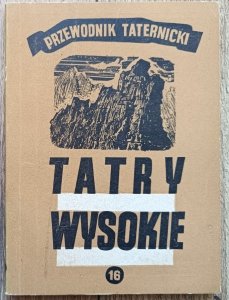 PRZEWODNIK TATERNICKI
TATRY
WYSOKIE
16